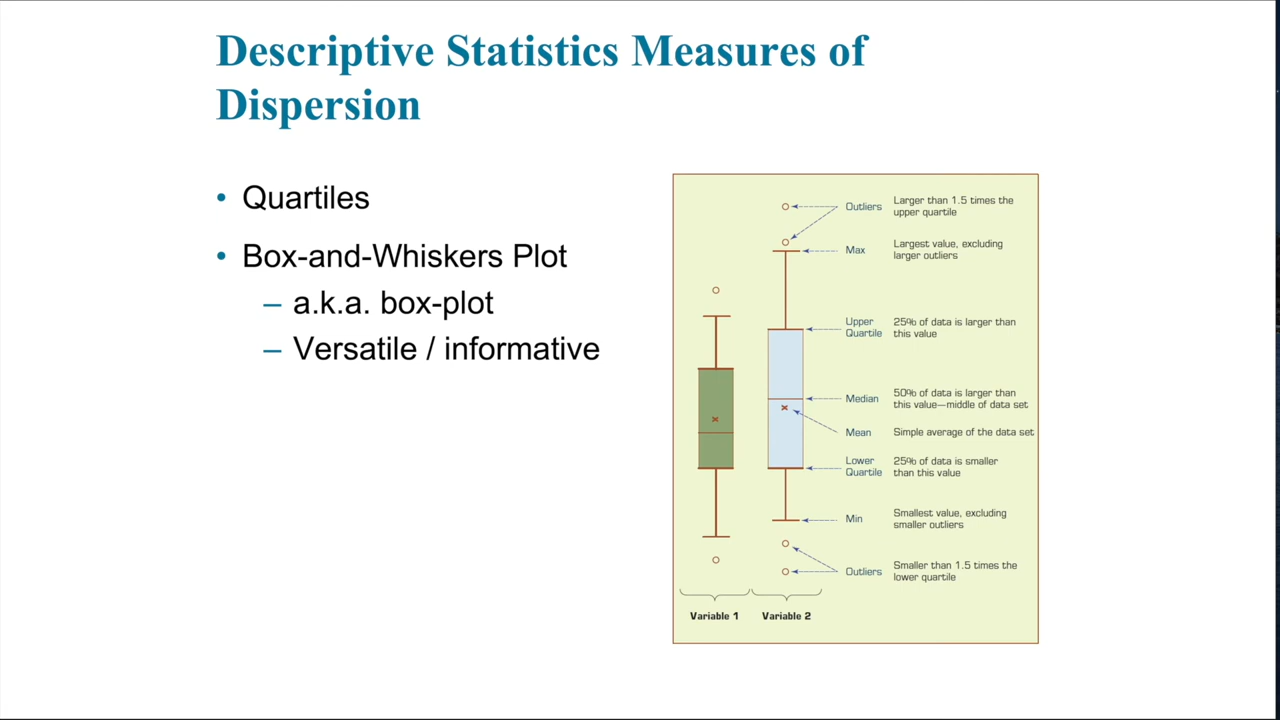 Descriptive Statistics Measures of
Dispersion
• Quartiles
• Box-and-Whiskers Plot
– a.k.a. box-plot
– Versatile / informative
Outliers
Larger than 1.5 times the
upper quartile
Max
Largest value, excluding
larger outliers
Upper
Quartile
25% of data is larger than
this value
Median
50% of data is larger than
this value—middle of data set
Mean
Simple average of the data set
Lower
Quartile
25% of data is smaller
than this value
Min
Smallest value, excluding
smaller outliers
Outliers
Smaller than 1.5 times the
lower quartile
Variable 1
Variable 2